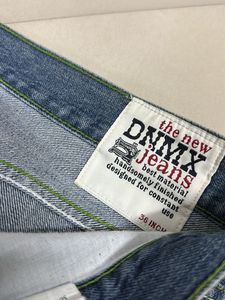 the new
DNMX
jeans
best material
handsomely finished
designed for constant
use
36 INCH